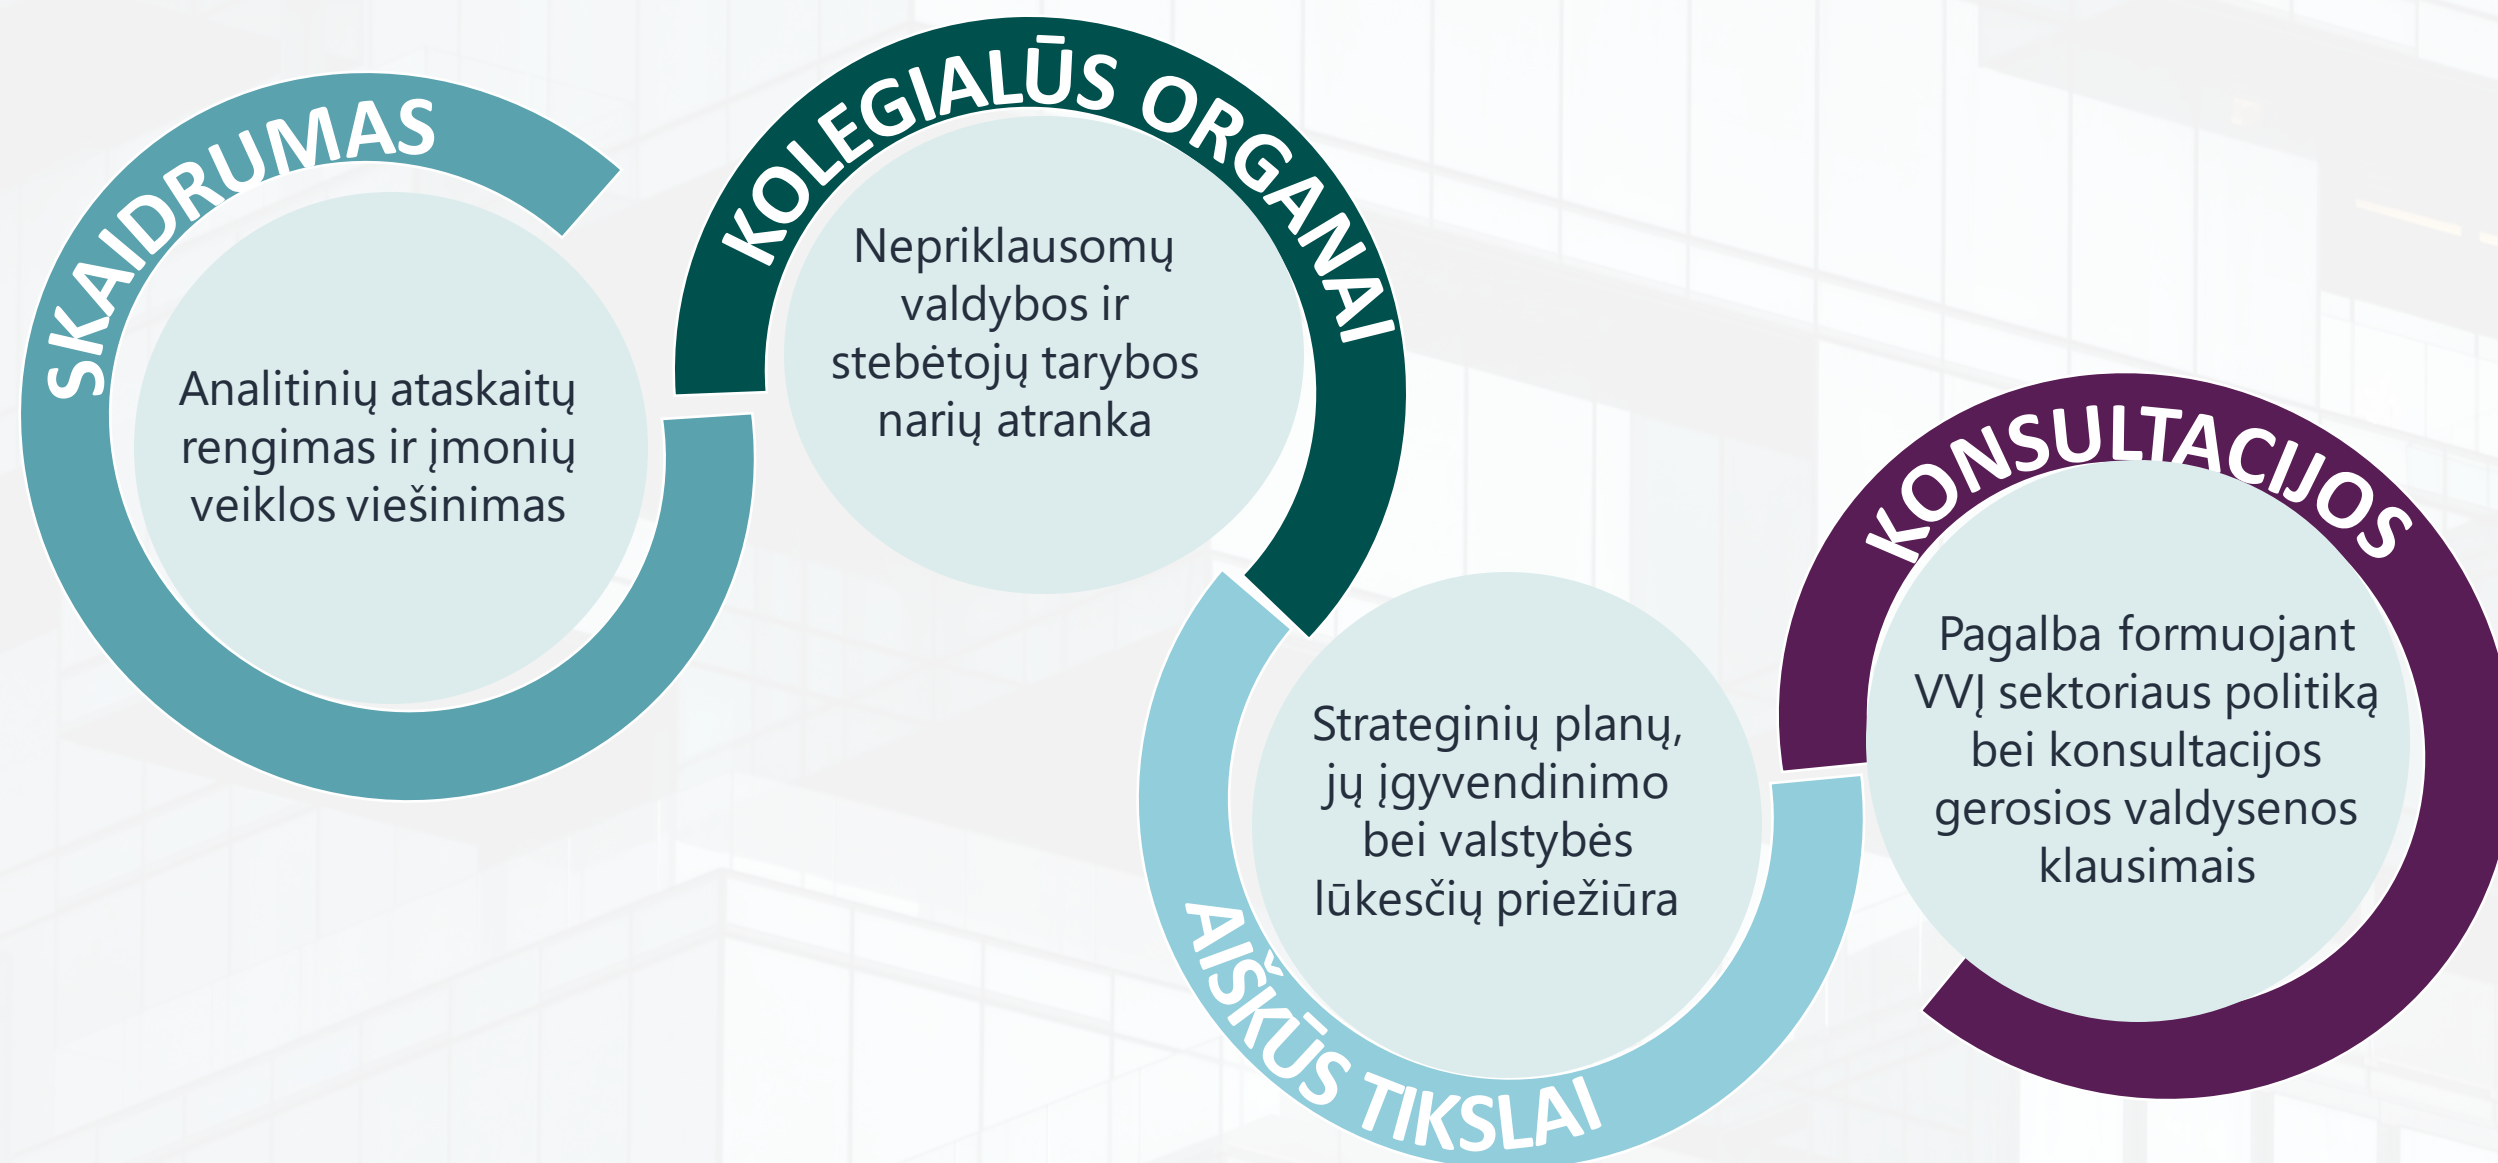 SKAIDRUMAS
Analitinių ataskaitų
rengimas ir įmonių
veiklos viešinimas
KOLEGIALŪS ORGANAI
Nepriklausomų
valdybos ir
stebėtojų tarybos
narių atranka
AIŠKŪS TIKSLAI
Strateginių planų,
jų įgyvendinimo
bei valstybės
lūkesčių priežiūra
KONSULTACIJOS
Pagalba formuojant
VVĮ sektoriaus politiką
bei konsultacijos
gerosios valdysenos
klausimais